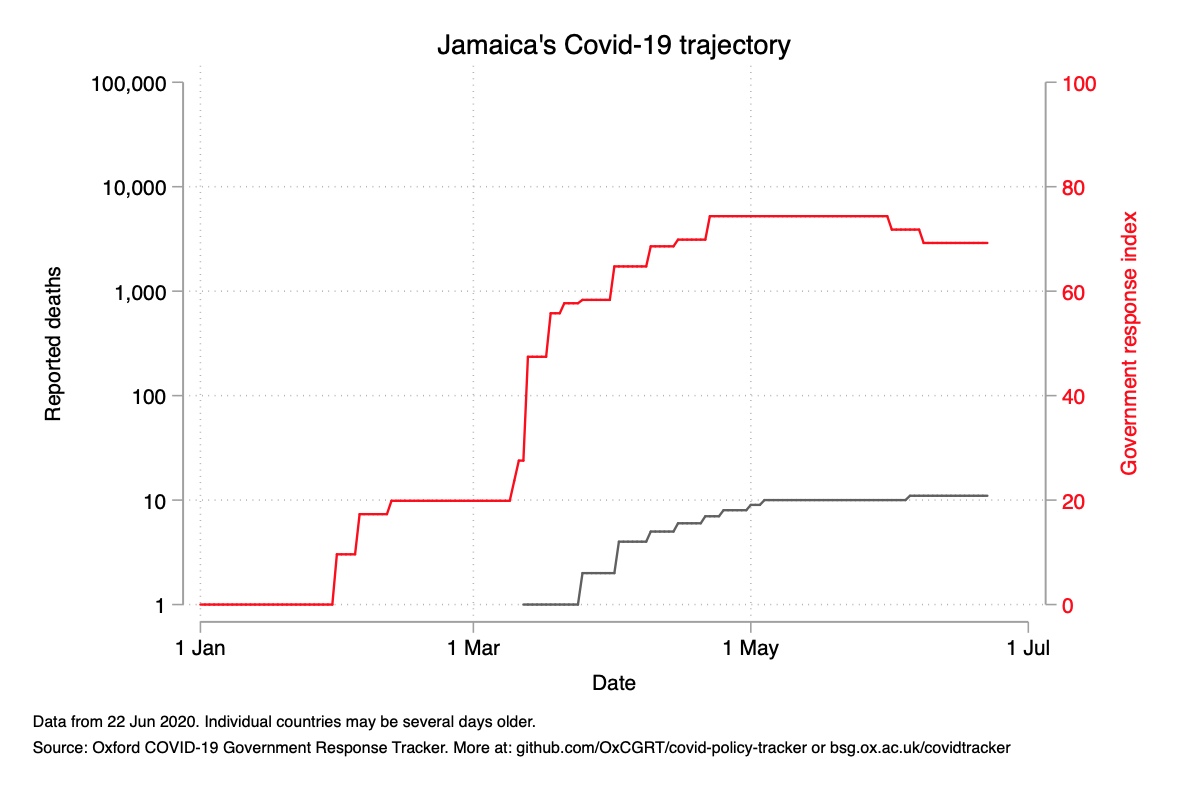 Jamaica's Covid-19 trajectory
100,000
10,000
1,000
100
10
1
Reported deaths
100
80
60
40
20
0
Government response index
1 Jan
1 Mar
1 May
1 Jul
Date
Data from 22 Jun 2020. Individual countries may be several days older.
Source: Oxford COVID-19 Government Response Tracker. More at: github.com/OxCGRT/covid-policy-tracker or bsg.ox.ac.uk/covidtracker